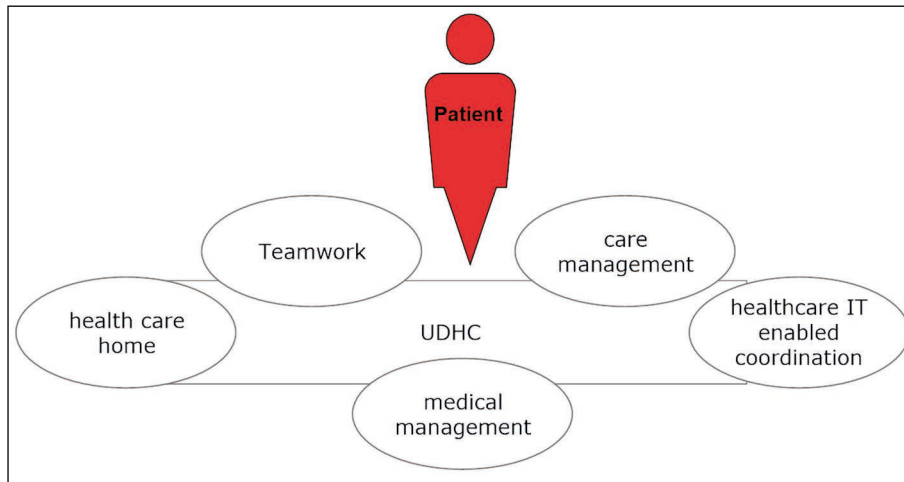 Patient
Teamwork
care
management
health care
home
UDHC
healthcare IT
enabled
coordination
medical
management